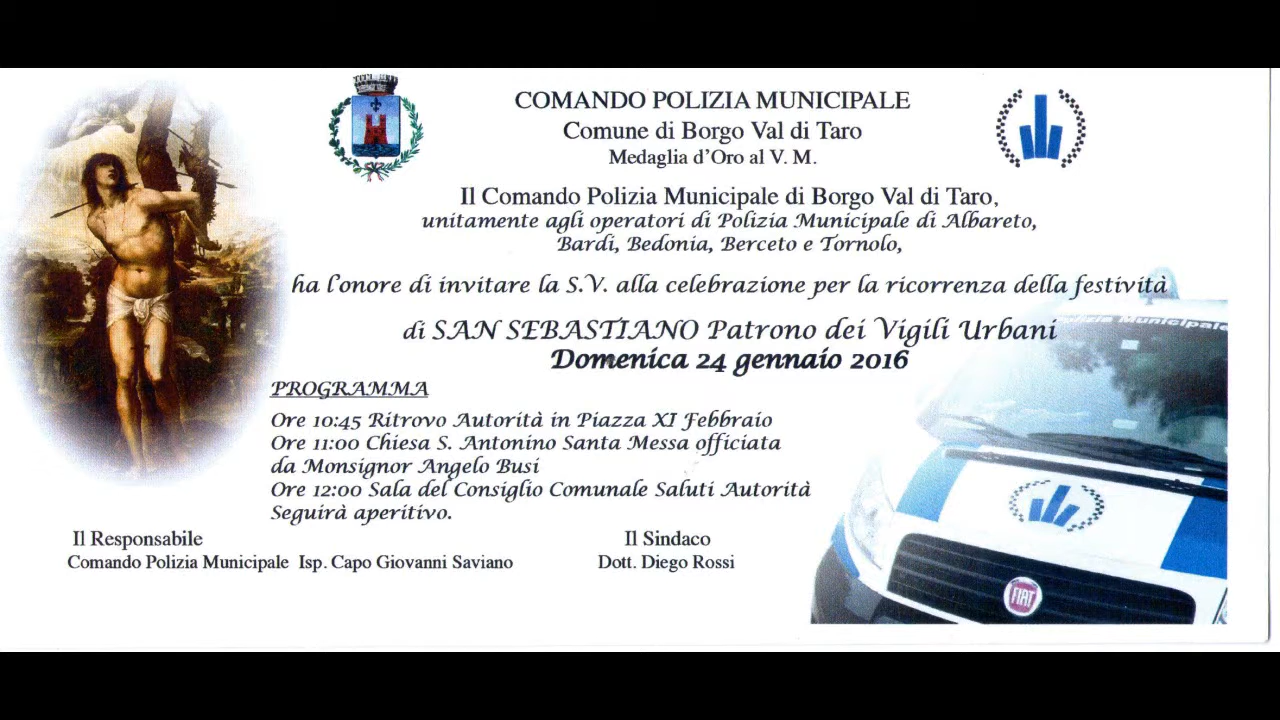 COMANDO POLIZIA MUNICIPALE
Comune di Borgo Val di Taro
Medaglia d'Oro al V. M.
Il Comando Polizia Municipale di Borgo Val di Taro,
unitamente agli operatori di Polizia Municipale di Albareto,
Bardi, Bedonia, Berceto e Tornolo,
ha l'onore di invitare la S.V. alla celebrazione per la ricorrenza della festività
di SAN SEBASTIANO Patrono dei Vigili Urbani
Domenica 24 gennaio 2016
PROGRAMMA
Ore 10:45 Ritrovo Autorità in Piazza XI Febbraio
Ore 11:00 Chiesa S. Antonino Santa Messa officiata
da Monsignor Angelo Busi
Ore 12:00 Sala del Consiglio Comunale Saluti Autorità
Seguirà aperitivo.
Il Responsabile
Comando Polizia Municipale Isp. Capo Giovanni Saviano
Il Sindaco
Dott. Diego Rossi
Polizia Municipale
FIAT